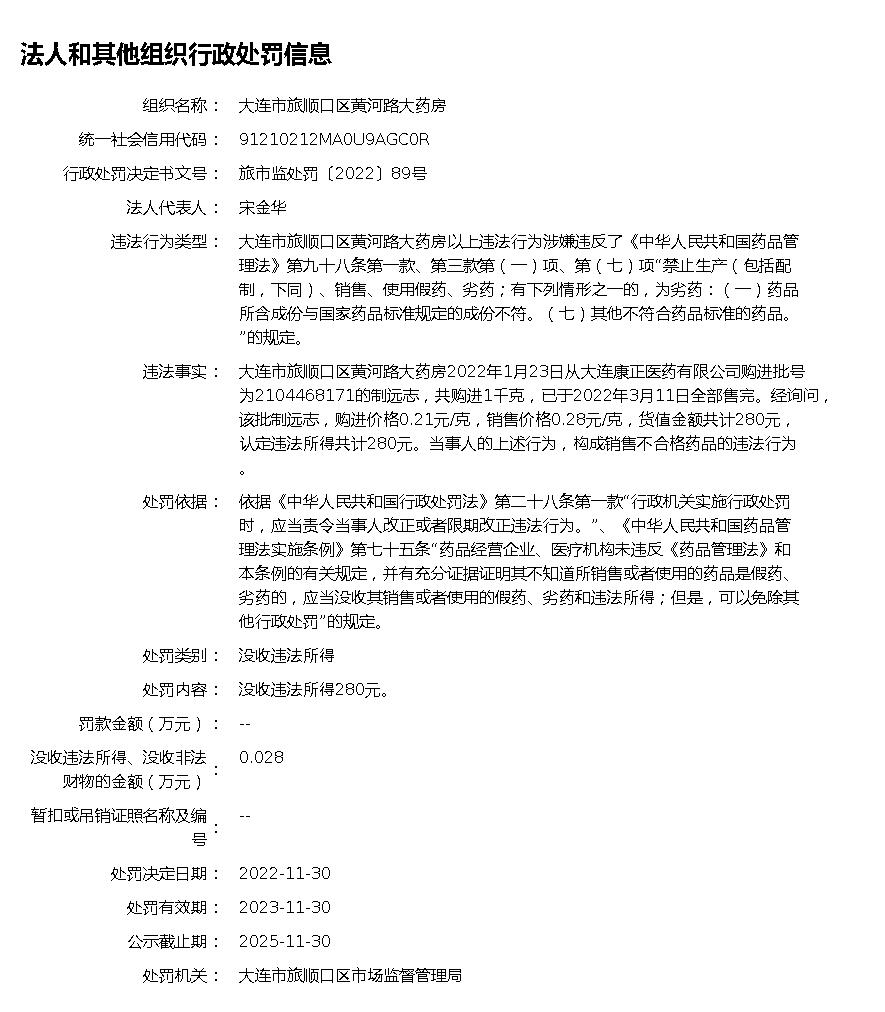 法人和其他组织行政处罚信息
组织名称： 大连市旅顺口区黄河路大药房
统一社会信用代码： 91210212MA0U9AGC0R
行政处罚决定书文号： 旅市监处罚〔2022〕89号
法人代表人： 宋金华
违法行为类型： 大连市旅顺口区黄河路大药房以上违法行为涉嫌违反了《中华人民共和国药品管
理法》第九十八条第一款、第三款第（一）项、第（七）项“禁止生产（包括配
制，下同）、销售、使用假药、劣药；有下列情形之一的，为劣药：（一）药品
所含成份与国家药品标准规定的成份不符。（七）其他不符合药品标准的药品。
”的规定。
违法事实： 大连市旅顺口区黄河路大药房2022年1月23日从大连康正医药有限公司购进批号
为2104468171的制远志，共购进1千克，已于2022年3月11日全部售完。经询问，
该批制远志，购进价格0.21元/克，销售价格0.28元/克，货值金额共计280元，
认定违法所得共计280元。当事人的上述行为，构成销售不合格药品的违法行为
。
处罚依据： 依据《中华人民共和国行政处罚法》第二十八条第一款“行政机关实施行政处罚
时，应当责令当事人改正或者限期改正违法行为。”、《中华人民共和国药品管
理法实施条例》第七十五条“药品经营企业、医疗机构未违反《药品管理法》和
本条例的有关规定，并有充分证据证明其不知道所销售或者使用的药品是假药、
劣药的，应当没收其销售或者使用的假药、劣药和违法所得；但是，可以免除其
他行政处罚”的规定。
处罚类别： 没收违法所得
处罚内容： 没收违法所得280元。
罚款金额（万元）： --
没收违法所得、没收非法
财物的金额（万元）： 0.028
暂扣或吊销证照名称及编
号： --
处罚决定日期： 2022-11-30
处罚有效期： 2023-11-30
公示截止期： 2025-11-30
处罚机关： 大连市旅顺口区市场监督管理局